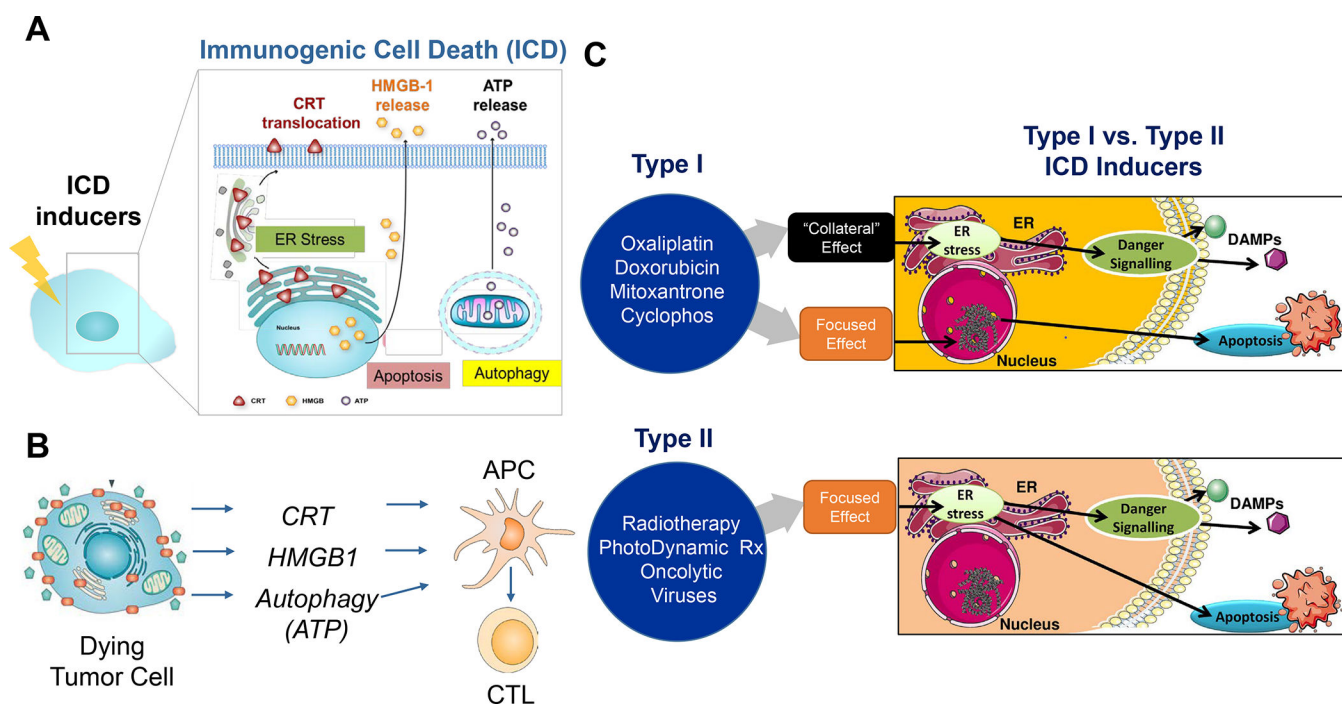 A
Immunogenic Cell Death (ICD)
ICD
inducers
CRT
translocation
HMGB-1
release
ATP
release
ER Stress
Nucleus
Apoptosis
Autophagy
CRT
HMGB
ATP
B
Dying
Tumor Cell
CRT
HMGB1
Autophagy
(ATP)
APC
CTL
C
Type I vs. Type II
ICD Inducers
Type I
Oxaliplatin
Doxorubicin
Mitoxantrone
Cyclophos
“Collateral”
Effect
Focused
Effect
ER
stress
ER
Danger
Signalling
DAMPs
Nucleus
Apoptosis
Type II
Radiotherapy
PhotoDynamic Rx
Oncolytic
Viruses
Focused
Effect
ER
stress
ER
Danger
Signalling
DAMPs
Nucleus
Apoptosis